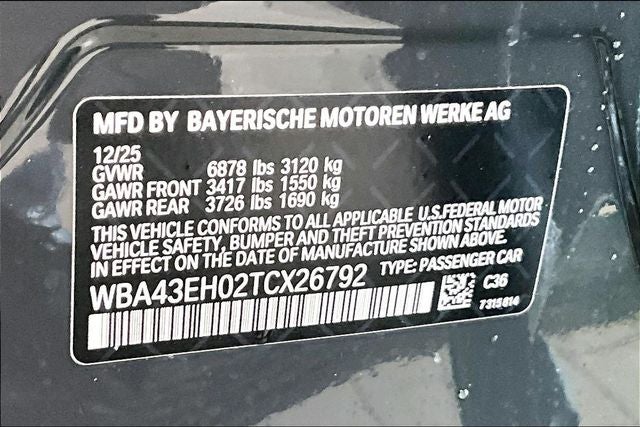 MFD BY BAYERISCHE MOTOREN WERKE AG
12/25
GVWR 6878 lbs 3120 kg
GAWR FRONT 3417 lbs 1550 kg
GAWR REAR 3726 lbs 1690 kg
THIS VEHICLE CONFORMS TO ALL APPLICABLE U.S.FEDERAL MOTOR
VEHICLE SAFETY, BUMPER AND THEFT PREVENTION STANDARDS
IN EFFECT ON THE DATE OF MANUFACTURE SHOWN ABOVE.
WBA43EH02TCX26792 TYPE: PASSENGER CAR
C36
7315614